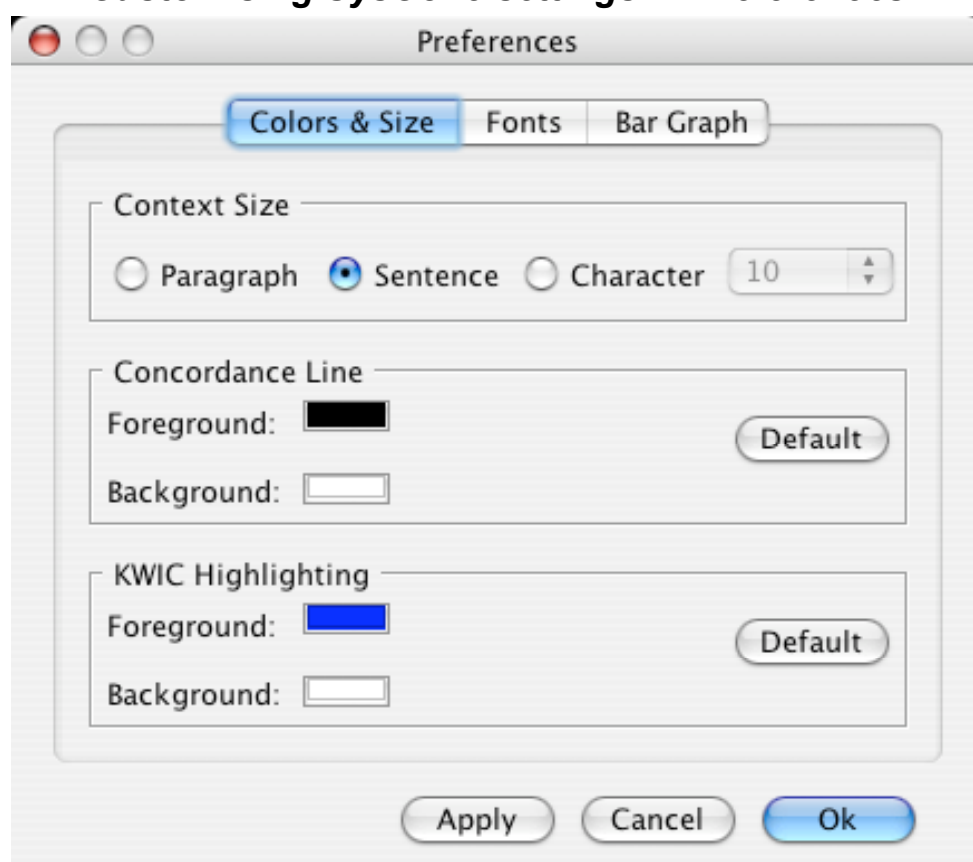 Preferences
Colors & Size Fonts Bar Graph
Context Size
Paragraph Sentence Character 10
Concordance Line
Foreground:
Default
Background:
KWIC Highlighting
Foreground:
Default
Background:
Apply Cancel Ok